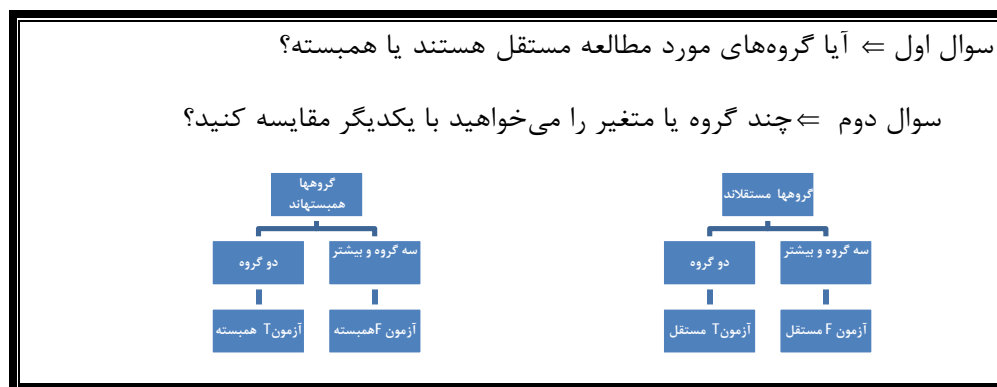 سوال اول ⇐ آیا گروه‌های مورد مطالعه مستقل هستند یا همبسته؟
سوال دوم ⇐چند گروه یا متغیر را می‌خواهید با یکدیگر مقایسه کنید؟
گروهها مستقلاند
سه گروه و بیشتر
دو گروه
آزمون F مستقل
آزمونT مستقل
گروهها
همبستهاند
سه گروه و بیشتر
دو گروه
آزمون Fهمبسته
آزمونT همبسته